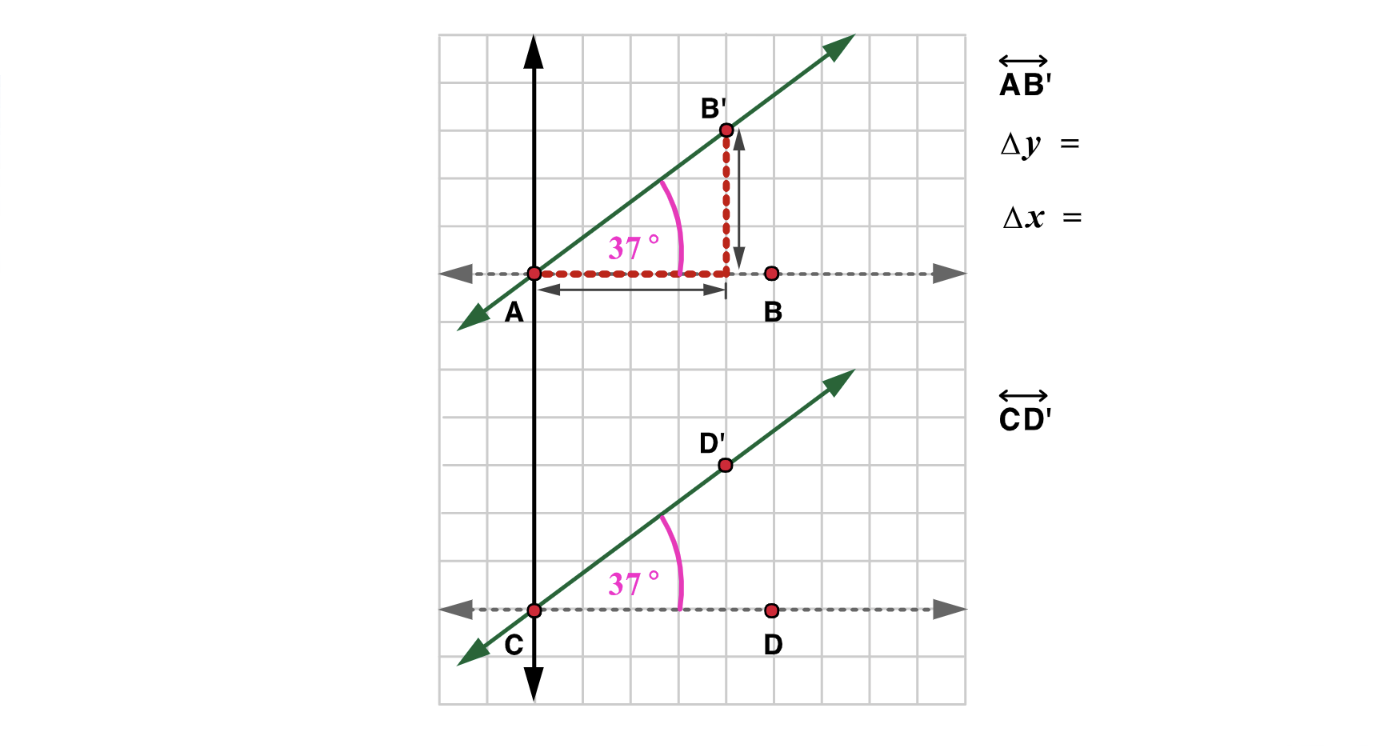 B'
37°
A
B
D'
37°
C
D
AB'
Δy =
Δx =
CD'